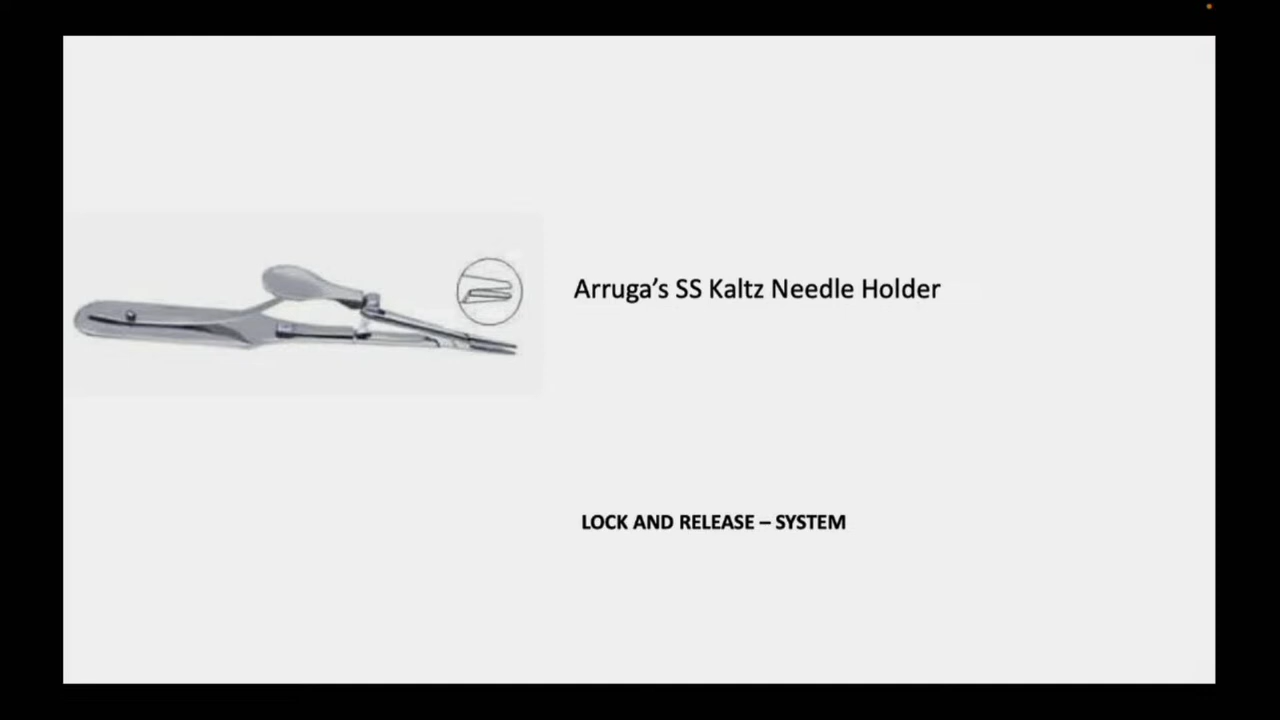 Arruga’s SS Kaltz Needle Holder
LOCK AND RELEASE – SYSTEM